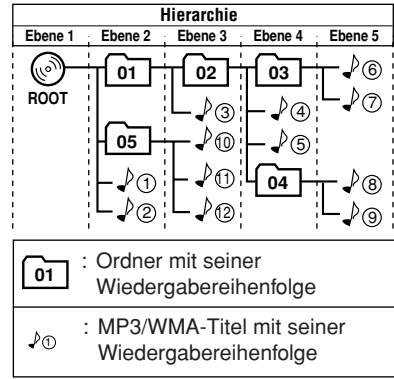 Hierarchie
Ebene 1 Ebene 2 Ebene 3 Ebene 4 Ebene 5
01 02 03 ⑥
ROOT ③ ④ ⑦
05 ⑩ ⑤
① ⑪ 04 ⑧
② ⑫ ⑨
01 : Ordner mit seiner
Wiedergabereihenfolge
① : MP3/WMA-Titel mit seiner
Wiedergabereihenfolge